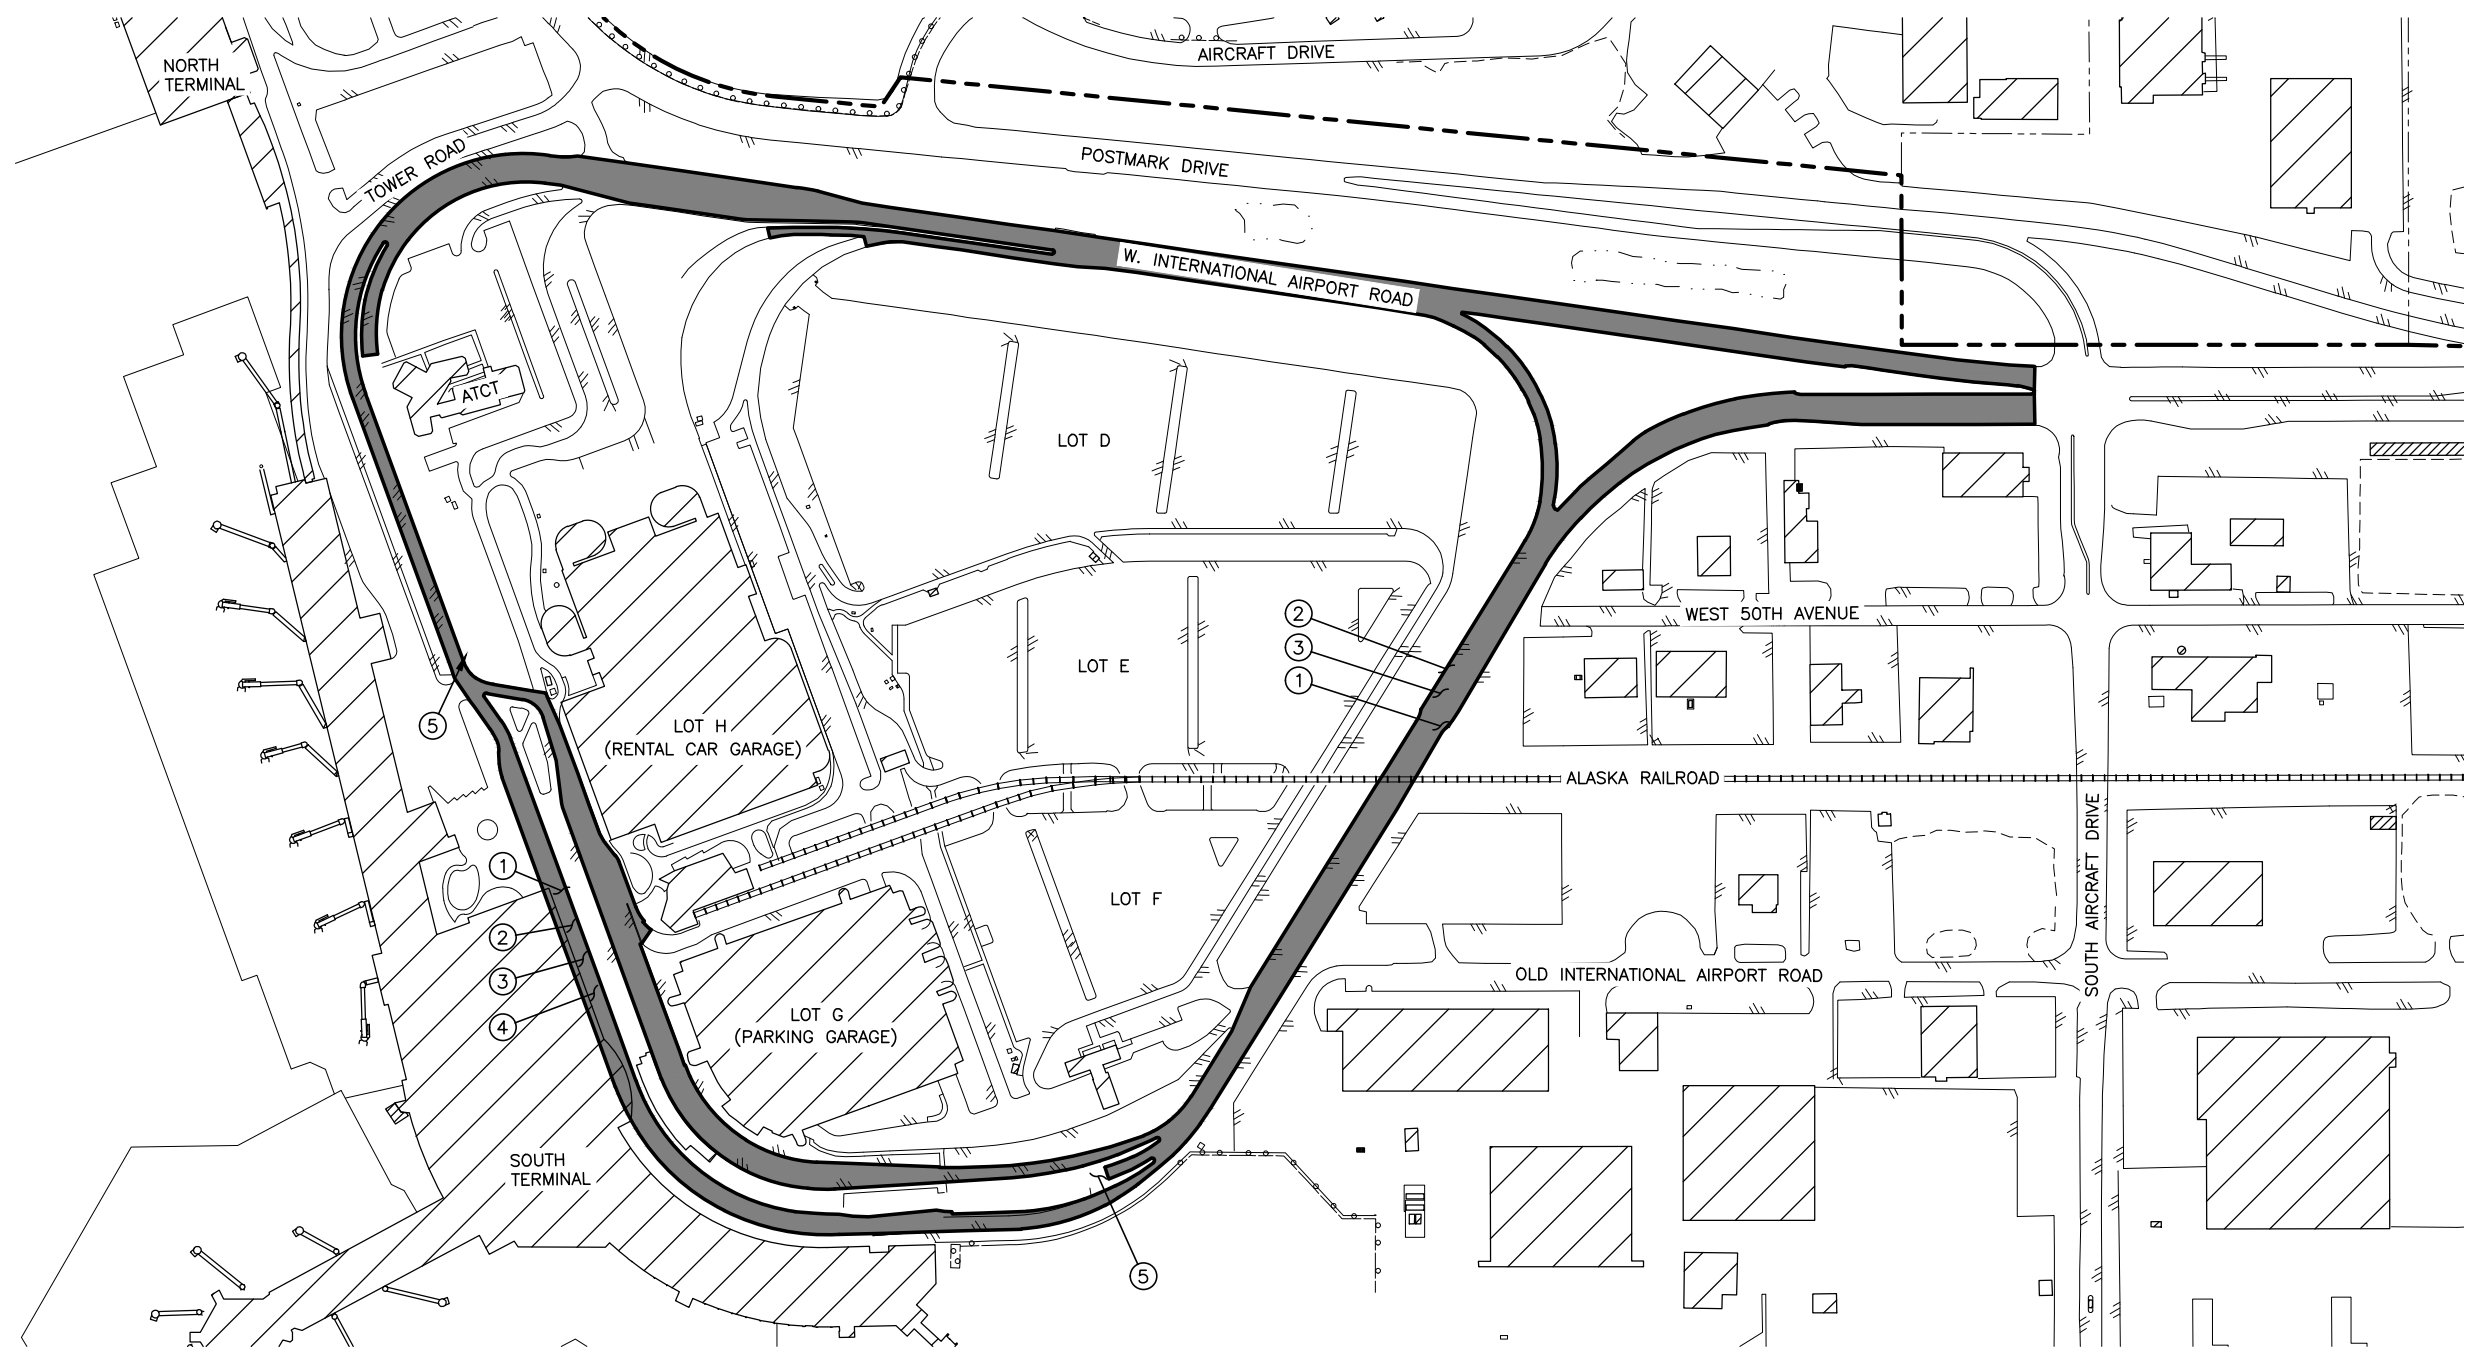 NORTH
TERMINAL
AIRCRAFT DRIVE
TOWER ROAD
POSTMARK DRIVE
W. INTERNATIONAL AIRPORT ROAD
ATCT
LOT D
2
WEST 50TH AVENUE
3
LOT E
1
5
LOT H
(RENTAL CAR GARAGE)
ALASKA RAILROAD
SOUTH AIRCRAFT DRIVE
1
LOT F
2
3
OLD INTERNATIONAL AIRPORT ROAD
4
LOT G
(PARKING GARAGE)
SOUTH
TERMINAL
5